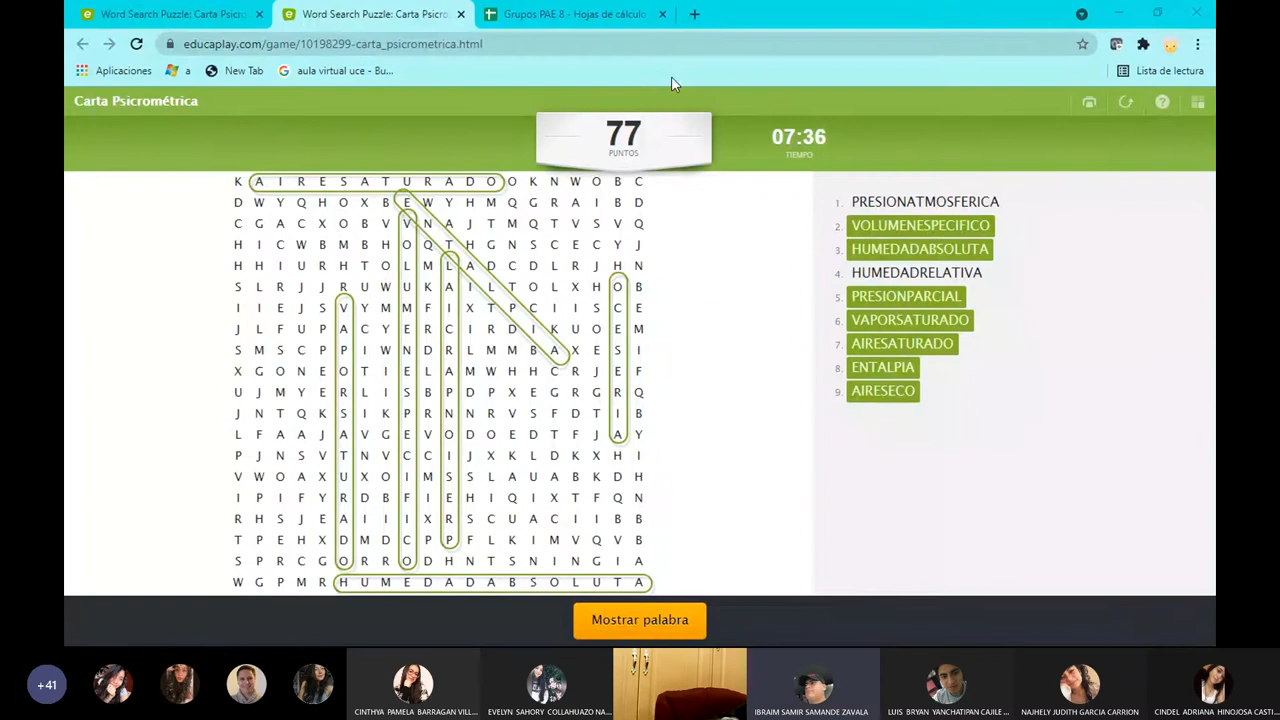 Word Search Puzzle: Carta Psicro
Word Search Puzzle: Carta Psicro
Grupos PAE 8 - Hojas de cálculo
educaplay.com/game/10198299-carta_psicrometrica.html
Aplicaciones
a
New Tab
aula virtual uce - Bu...
Lista de lectura
Carta Psicrométrica
77
PUNTOS
07:36
TIEMPO
K A I R E S A T U R A D O O K N W O B C
D W Y Q H O X B E W Y H M Q G R A I B D
C G A C X O B V V N A J T M Q T V S V Q
H I C W B M B H O Q T H G N S C E C Y J
H H I U R H T O L M L A D C D L R J H N
S L R J J R U W U K A I L T O L X H O B
I I E J S V Y M M F I X T P C I I S C E
J L F U P A C Y E R C I R D I K U O E M
S M S C P P I W N D R L M M B A X E S I
X G O N E O T I E L A M W H H C R J E F
U J M Y E R L I S B P D P X E G R G R Q
J N T Q K S I K P R N N R V S F D T I B
L F A A J A V G E V O D O E D T F J A Y
P J N S V T N V C C I J X K L D K X H I
V W O A X U X O I M S S L A U A B K D H
I P I F Y R D B F I E H I Q I X T F Q N
R H S J E A I I I X R S C U A C I I B B
T P E H X D M D C P P F L K I M V Q V B
S P R C G O R R O D H N T S N I N G I A
W G P M R H U M E D A D A B S O L U T A
1. PRESIONATMOSFERICA
2. VOLUMENESPECIFICO
3. HUMEDADABSOLUTA
4. HUMEDADRELATIVA
5. PRESIONPARCIAL
6. VAPORSATURADO
7. AIRESATURADO
8. ENTALPIA
9. AIRESECO
Mostrar palabra
+41
CINTHYA PAMELA BARRAGAN VILL...
EVELYN SAHORY COLLAHUAZO NA...
IBRAIM SAMIR SAMANDE ZAVALA
LUIS BRYAN YANCHATIPAN CAJILE...
NAJHELY JUDITH GARCIA CARRION
CINDEL ADRIANA HINOJOSA CASTI...